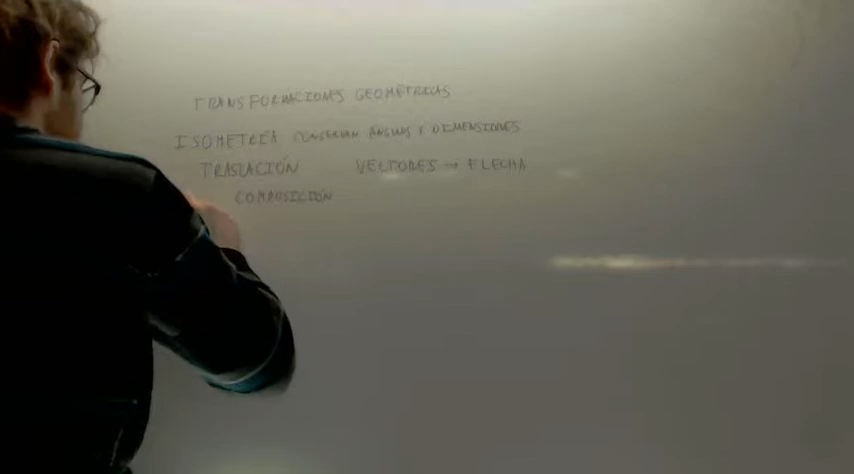 TRANSFORMACIONES GEOMÉTRICAS
ISOMETRÍA CONSERVAN ÁNGULOS Y DIMENSIONES
TRASLACIÓN VECTORES → FLECHA
COMPOSICIÓN